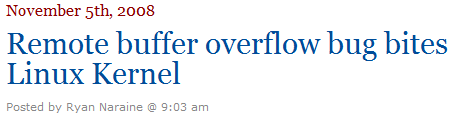 November 5th, 2008
Remote buffer overflow bug bites
Linux Kernel
Posted by Ryan Naraine @ 9:03 am